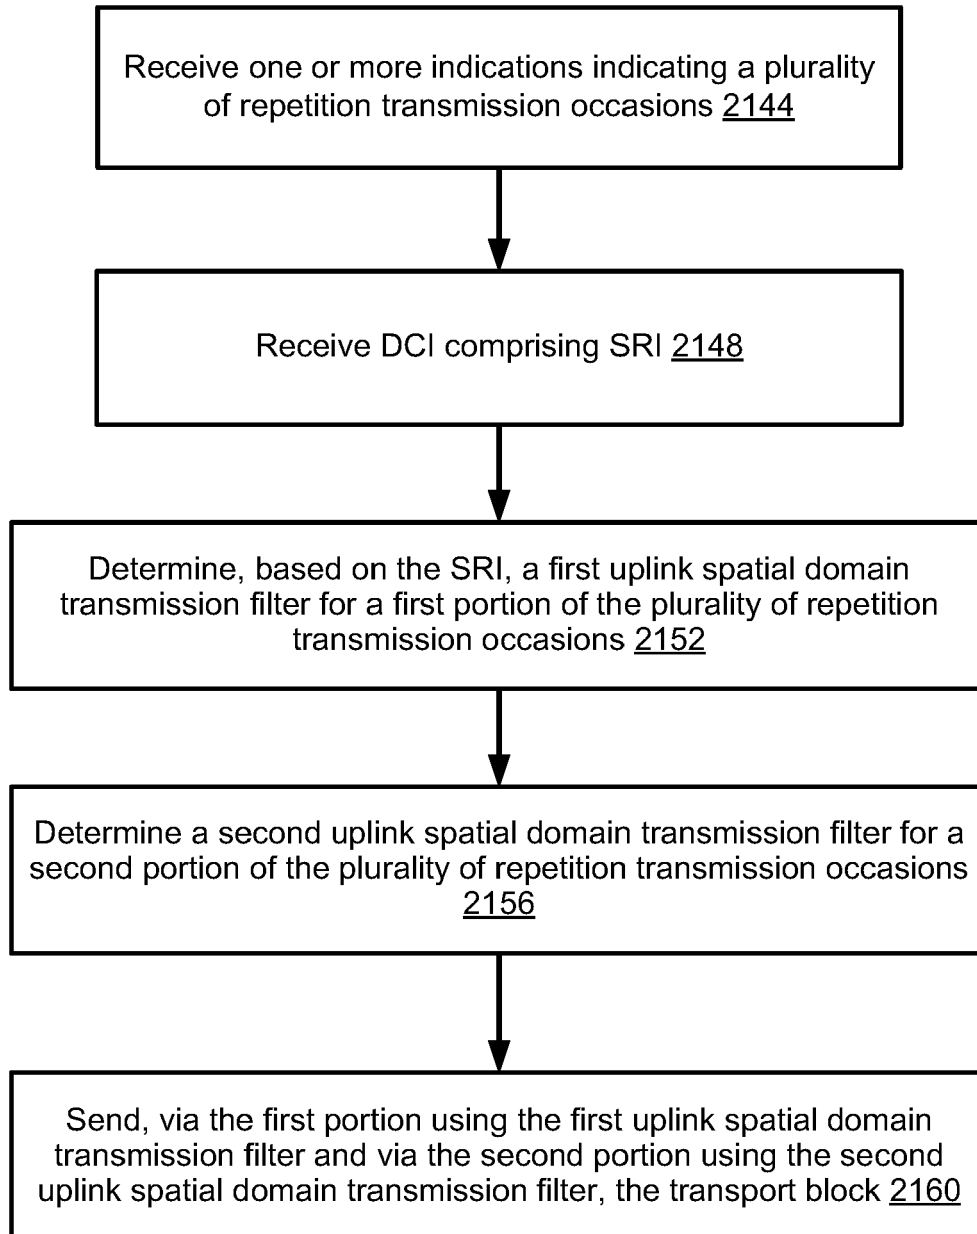 Receive one or more indications indicating a plurality
of repetition transmission occasions 2144
Receive DCI comprising SRI 2148
Determine, based on the SRI, a first uplink spatial domain
transmission filter for a first portion of the plurality of repetition
transmission occasions 2152
Determine a second uplink spatial domain transmission filter for a
second portion of the plurality of repetition transmission occasions
2156
Send, via the first portion using the first uplink spatial domain
transmission filter and via the second portion using the second
uplink spatial domain transmission filter, the transport block 2160